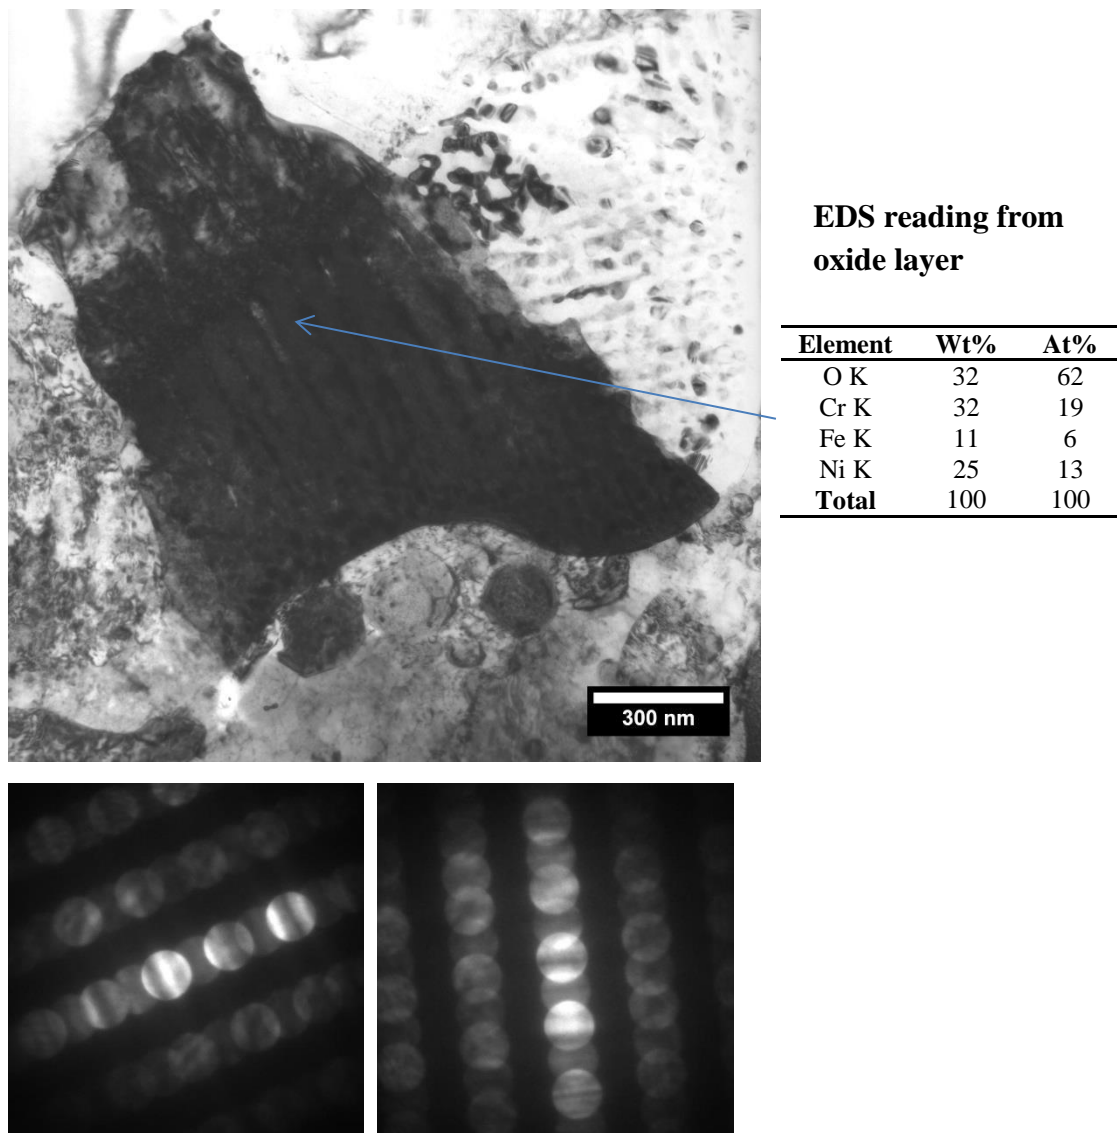 EDS reading from
oxide layer
Element Wt% At%
O K 32 62
Cr K 32 19
Fe K 11 6
Ni K 25 13
Total 100 100
300 nm